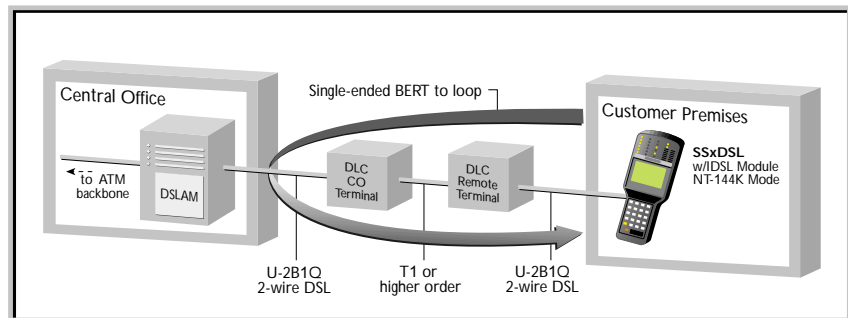 Central Office
Single-ended BERT to loop
Customer Premises
SSxDSL
w/IDSL Module
NT-144K Mode
DLC
CO
Terminal
DLC
Remote
Terminal
to ATM
backbone
DSLAM
U-2B1Q
2-wire DSL
T1 or
higher order
U-2B1Q
2-wire DSL